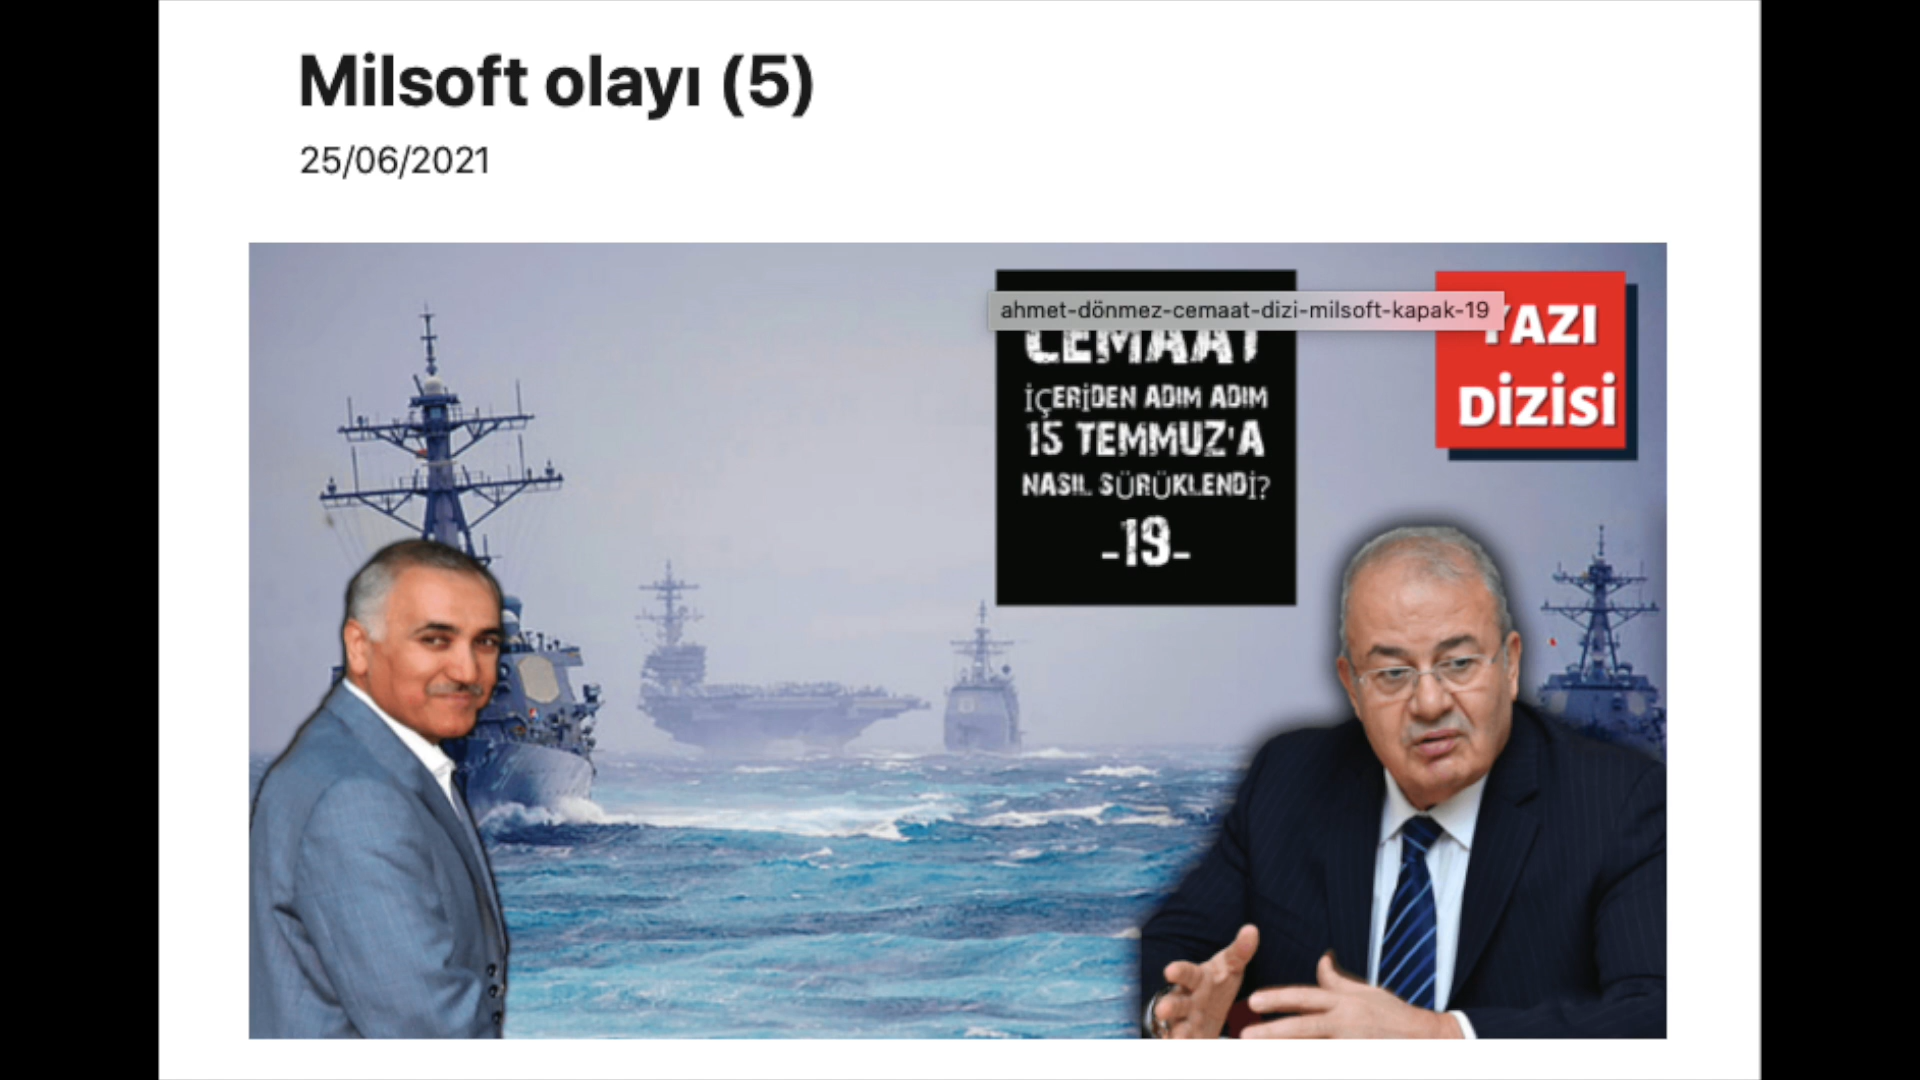 Milsoft olayı (5)
25/06/2021
ahmet-dönmez-cemaat-dizi-milsoft-kapak-19
CEMAAT
İÇERİDEN ADIM ADIM
15 TEMMUZ'A
NASIL SÜRÜKLENDİ?
-19-
YAZI
DİZİSİ